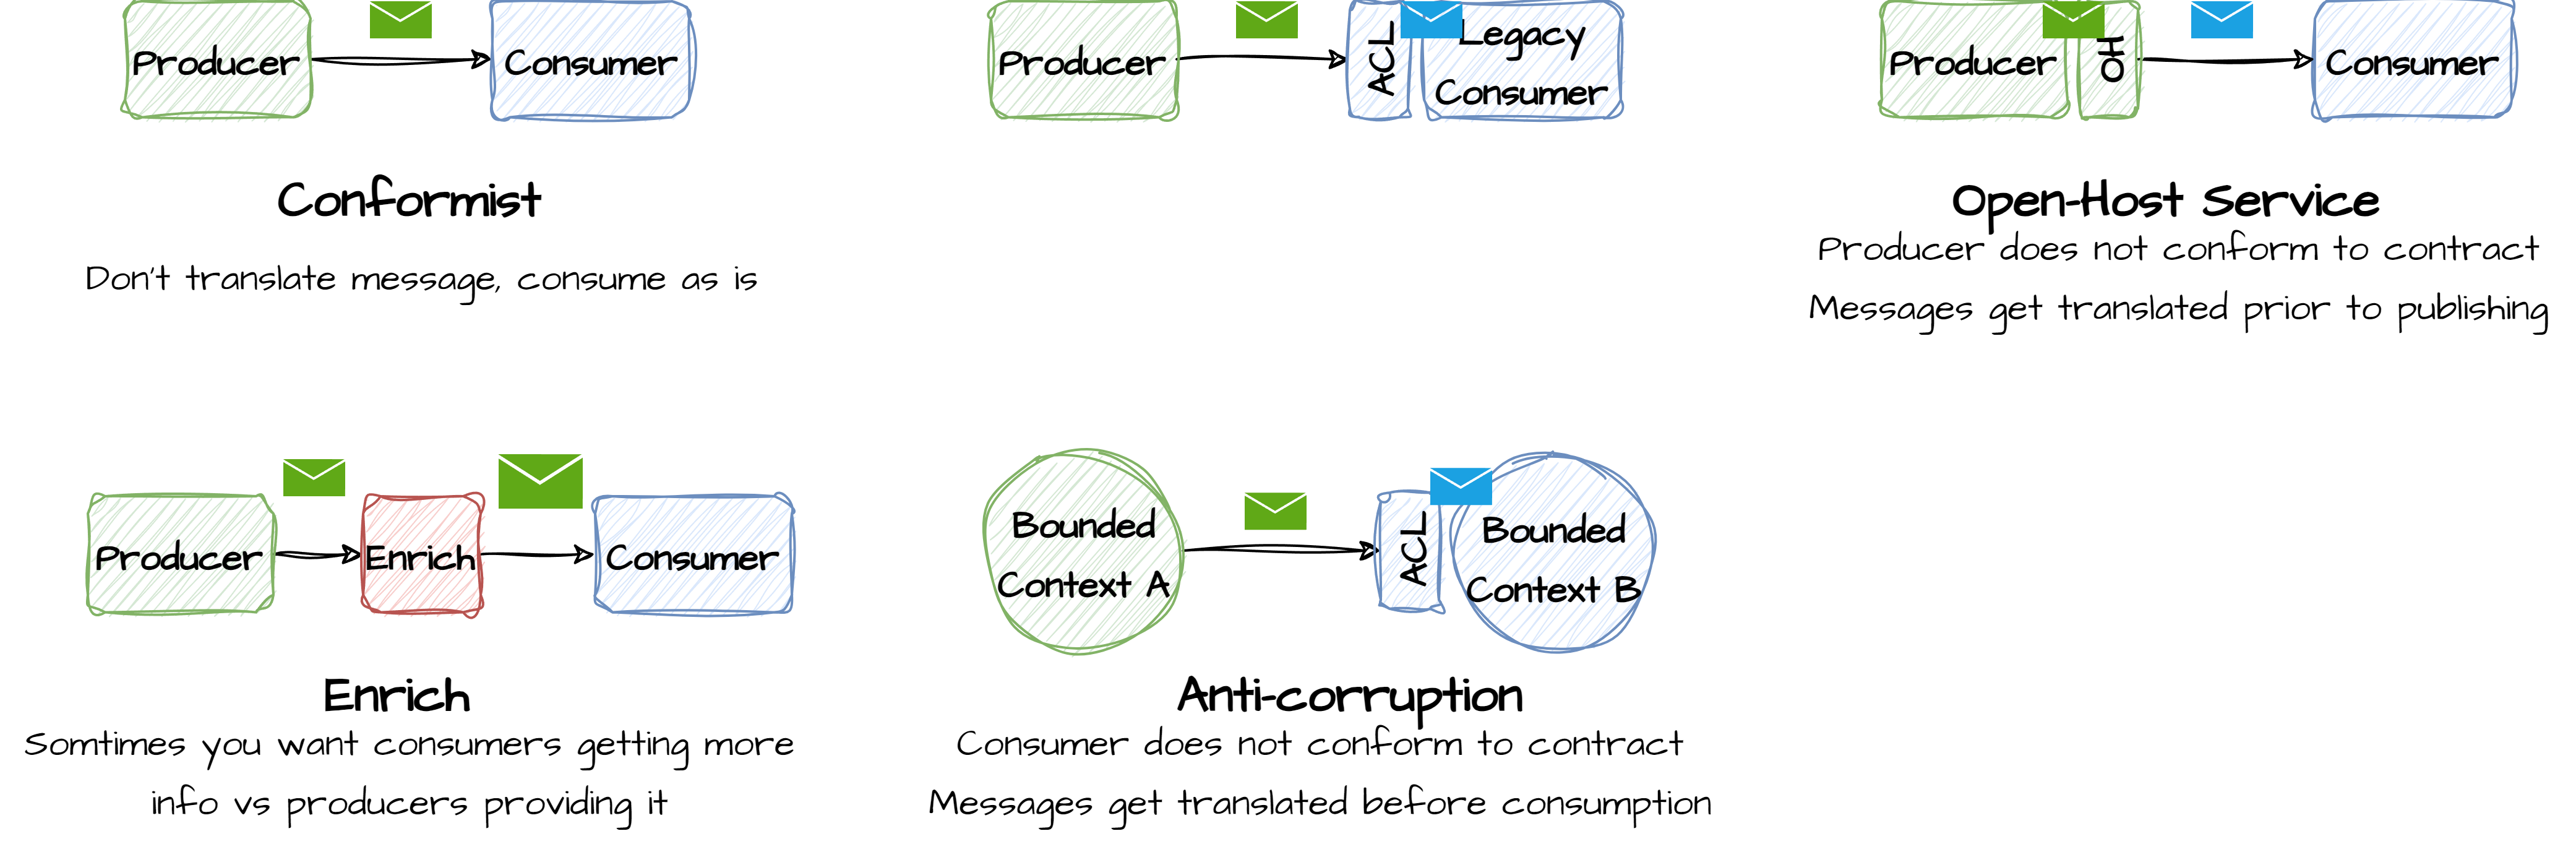 Producer
Consumer
Conformist
Don't translate message, consume as is
Producer
ACL
Legacy
Consumer
Producer
OH
Consumer
Open-Host Service
Producer does not conform to contract
Messages get translated prior to publishing
Producer
Enrich
Consumer
Enrich
Somtimes you want consumers getting more
info vs producers providing it
Bounded
Context A
ACL
Bounded
Context B
Anti-corruption
Consumer does not conform to contract
Messages get translated before consumption